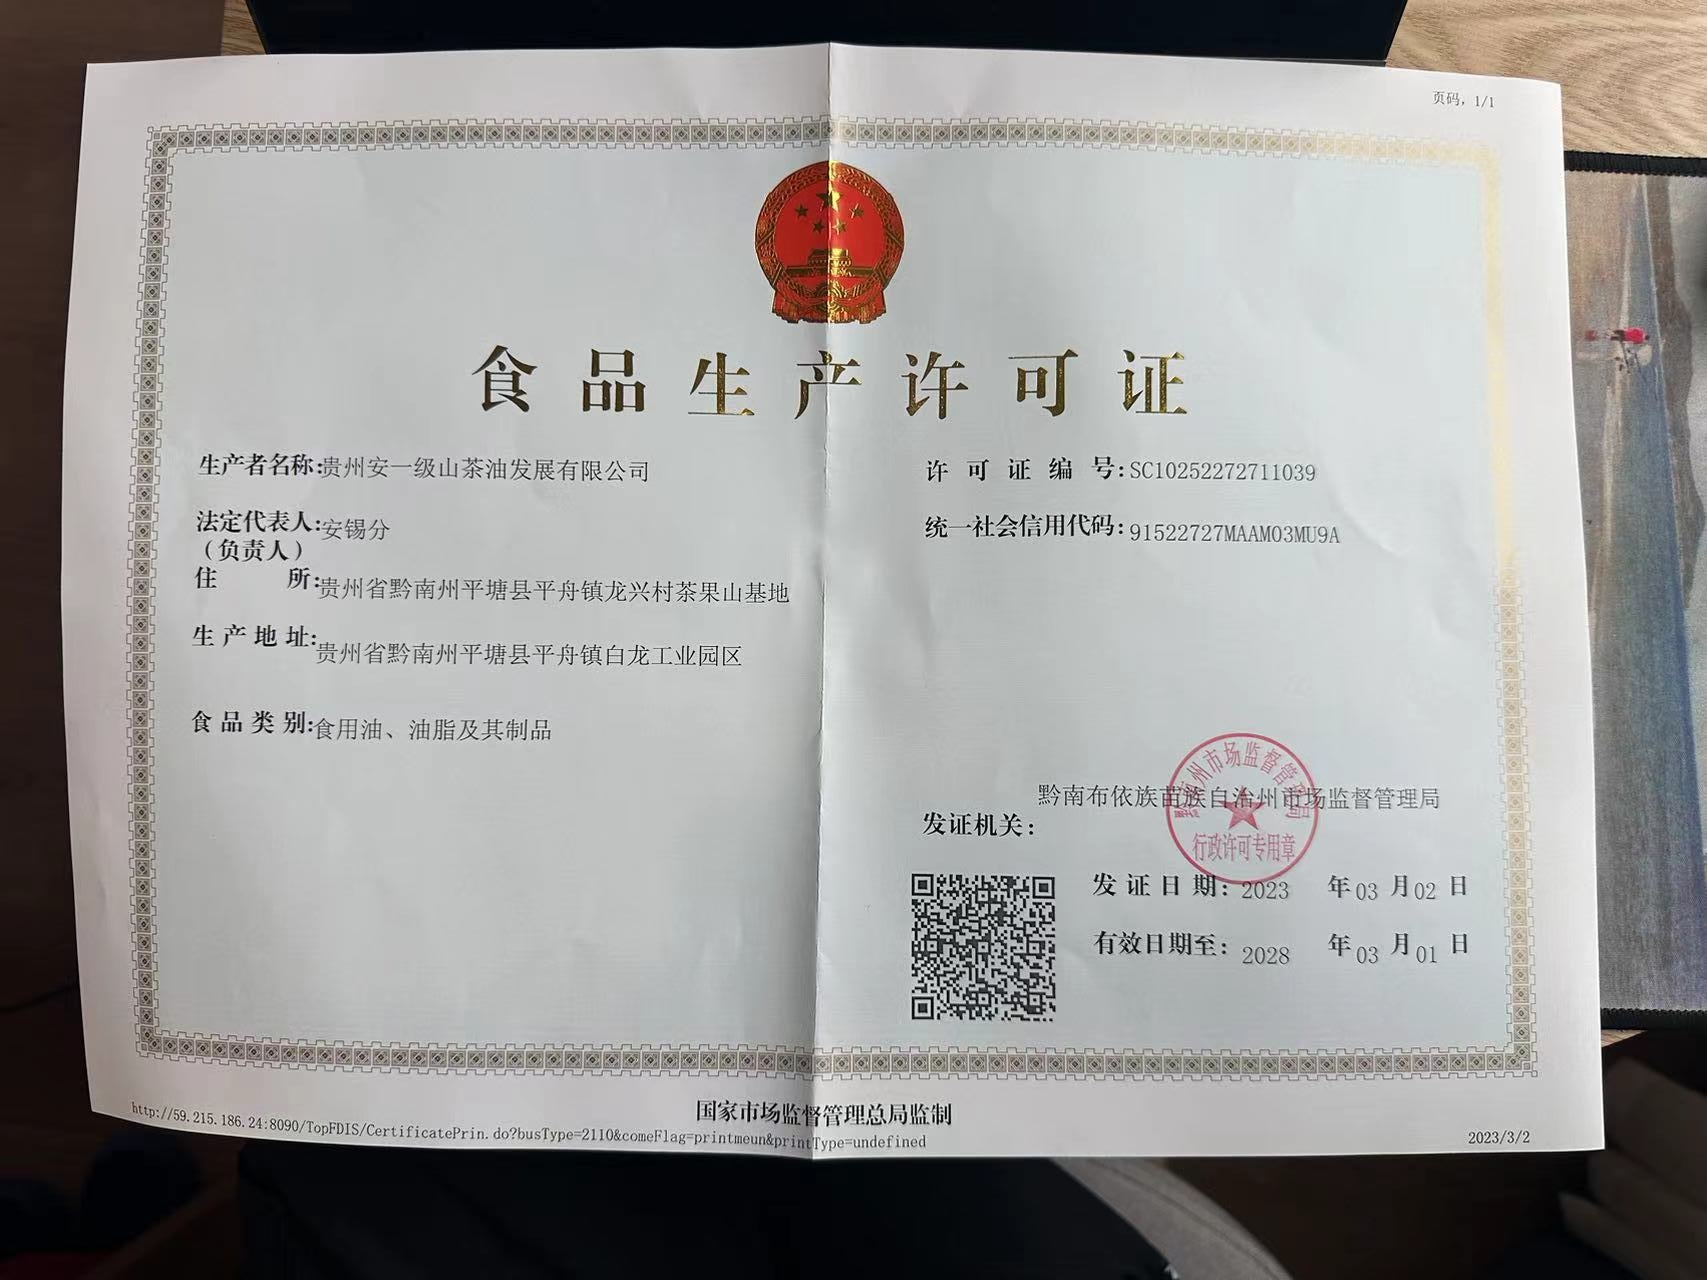 页码，1/1
食品生产许可证
生产者名称:贵州安一级山茶油发展有限公司
法定代表人:安锡分
（负责人）
住所:贵州省黔南州平塘县平舟镇龙兴村茶果山基地
生产地址:贵州省黔南州平塘县平舟镇白龙工业园区
食品类别:食用油、油脂及其制品
许可证编号:SC10252272711039
统一社会信用代码:91522727MAAM03MU9A
黔南布依族苗族自治州市场监督管理局
发证机关:
黔南州市场监督管理局
行政许可专用章
发证日期:2023 年03 月02 日
有效日期至:2028 年03 月01 日
国家市场监督管理总局监制
http://59.215.186.24:8090/TopFDIS/CertificatePrin.do?busType=2110&comeFlag=printmeun&printType=undefined
2023/3/2